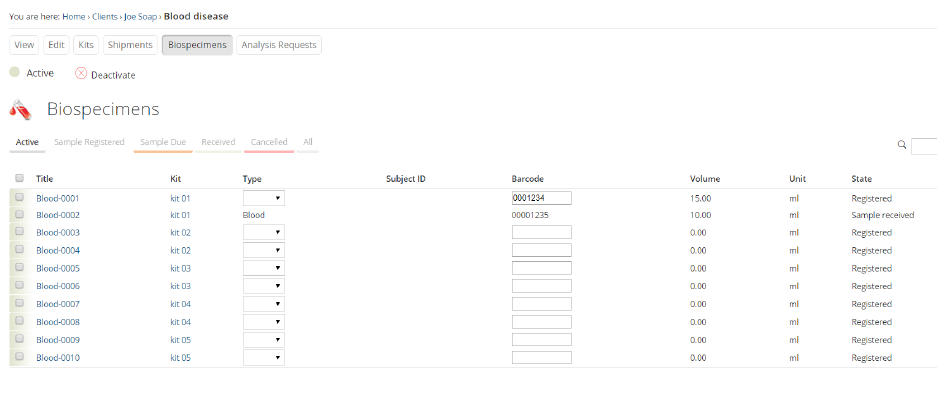 You are here: Home › Clients › Joe Soap › Blood disease
View Edit Kits Shipments Biospecimens Analysis Requests
Active Deactivate
Biospecimens
Active Sample Registered Sample Due Received Cancelled All
Title Kit Type Subject ID Barcode Volume Unit State
Blood-0001 kit 01 0001234 15.00 ml Registered
Blood-0002 kit 01 Blood 00001235 10.00 ml Sample received
Blood-0003 kit 02 0.00 ml Registered
Blood-0004 kit 02 0.00 ml Registered
Blood-0005 kit 03 0.00 ml Registered
Blood-0006 kit 03 0.00 ml Registered
Blood-0007 kit 04 0.00 ml Registered
Blood-0008 kit 04 0.00 ml Registered
Blood-0009 kit 05 0.00 ml Registered
Blood-0010 kit 05 0.00 ml Registered